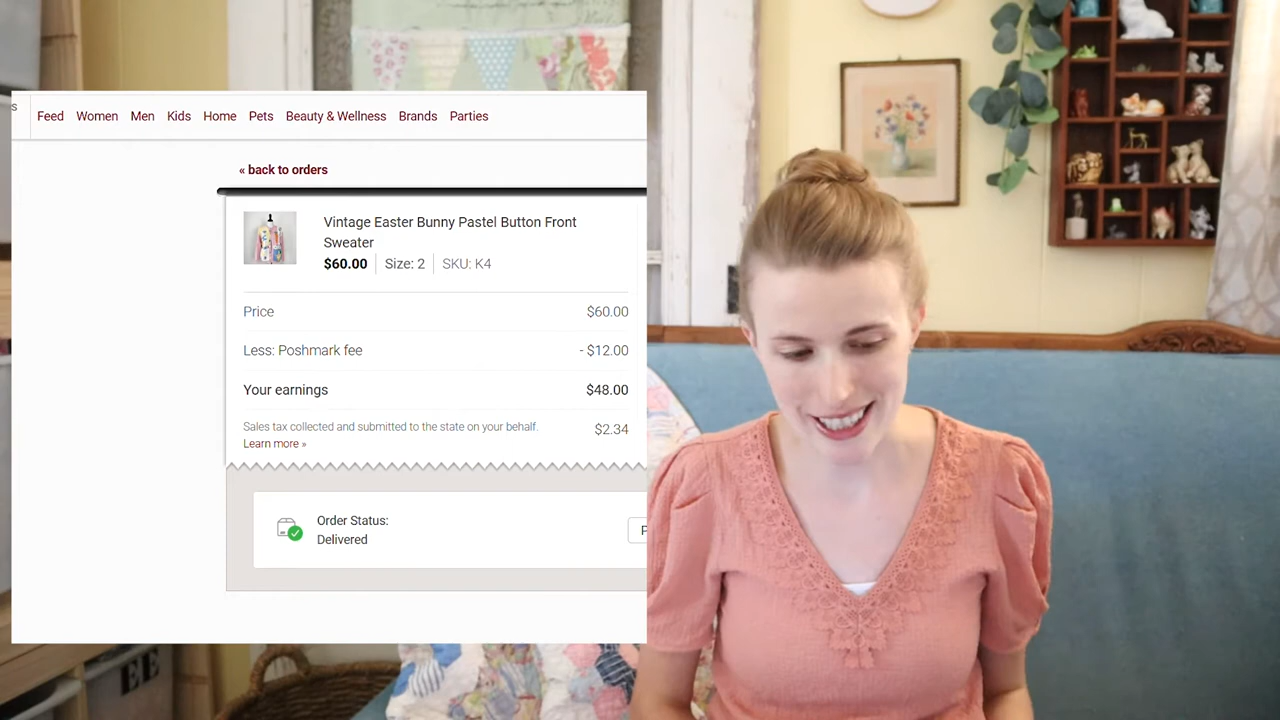 s
Feed Women Men Kids Home Pets Beauty & Wellness Brands Parties
« back to orders
Vintage Easter Bunny Pastel Button Front
Sweater
$60.00 Size: 2 SKU: K4
Price $60.00
Less: Poshmark fee - $12.00
Your earnings $48.00
Sales tax collected and submitted to the state on your behalf. $2.34
Learn more »
Order Status:
Delivered
P
EE